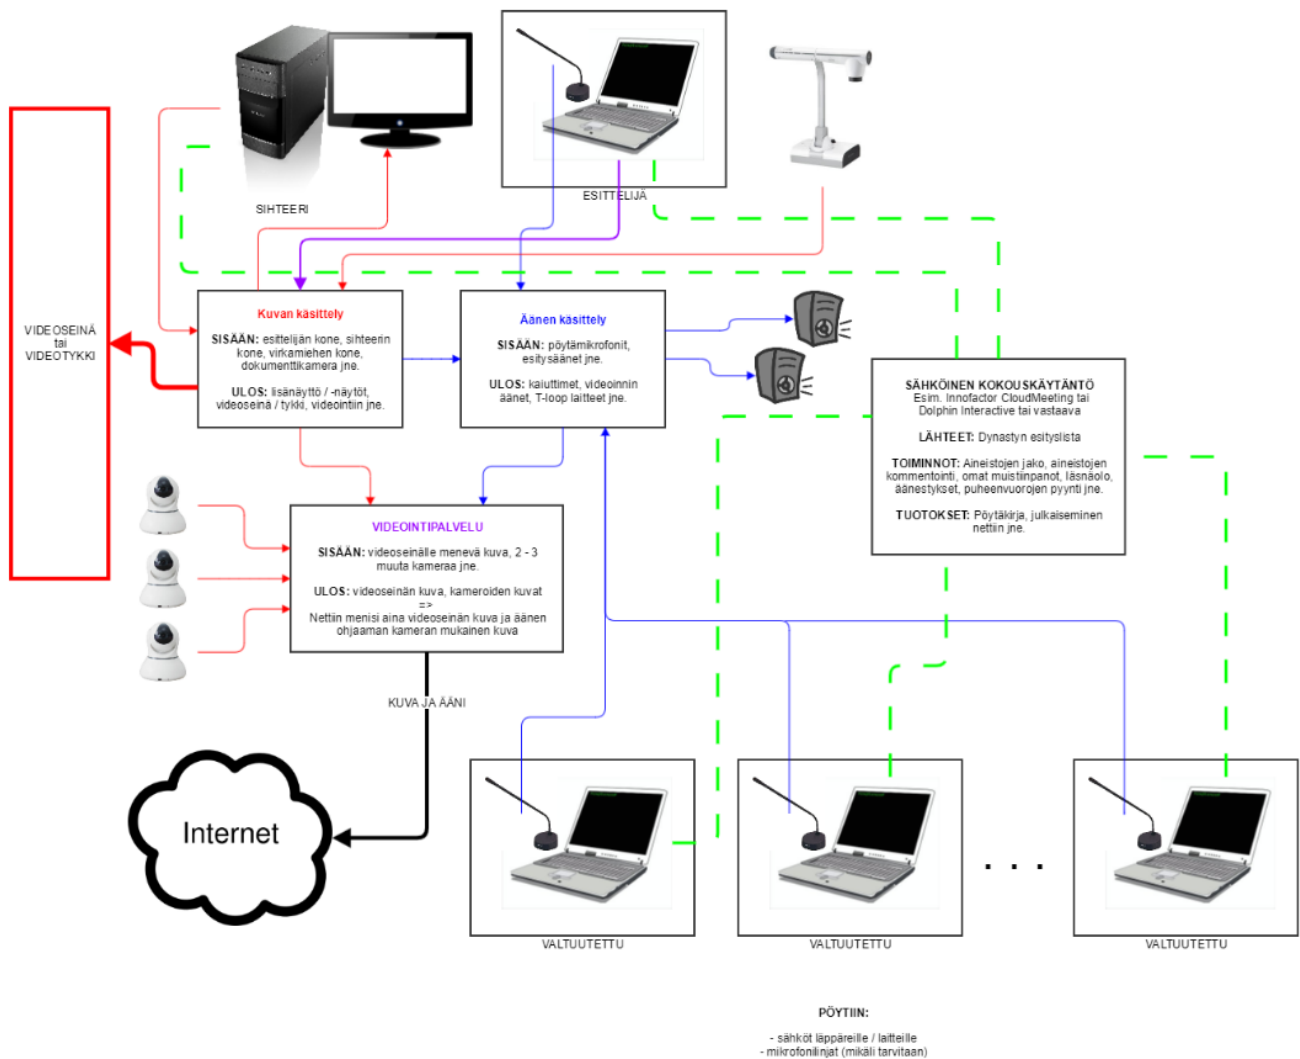 SIHTEERI
ESITTELIJÄ
VIDEOSEINÄ
tai
VIDEOTYKKI
Kuvan käsittely
SISÄÄN: esittelijän kone, sihteerin
kone, virkamiehen kone,
dokumenttikamera jne.
ULOS: lisänäyttö / -näytöt,
videoseinä / tykki, videointiin jne.
Äänen käsittely
SISÄÄN: pöytämikrofonit,
esitysäänet jne.
ULOS: kaiuttimet, videoinnin
äänet, T-loop laitteet jne.
SÄHKÖINEN KOKOUSKÄYTÄNTÖ
Esim. Innofactor CloudMeeting tai
Dolphin Interactive tai vastaava
LÄHTEET: Dynastyn esityslista
TOIMINNOT: Aineistojen jako, aineistojen
kommentointi, omat muistiinpanot, läsnäolo,
äänestykset, puheenvuorojen pyynti jne.
TUOTOKSET: Pöytäkirja, julkaiseminen
nettiin jne.
VIDEOINTIPALVELU
SISÄÄN: videoseinälle menevä kuva, 2 - 3
muuta kameraa jne.
ULOS: videoseinän kuva, kameroiden kuvat
=>
Nettiin menisi aina videoseinän kuva ja äänen
ohjaaman kameran mukainen kuva
KUVA JA ÄÄNI
Internet
. . .
VALTUUTETTU
VALTUUTETTU
VALTUUTETTU
PÖYTIIN:
- sähköt läppäreille / laitteille
- mikrofonilinjat (mikäli tarvitaan)